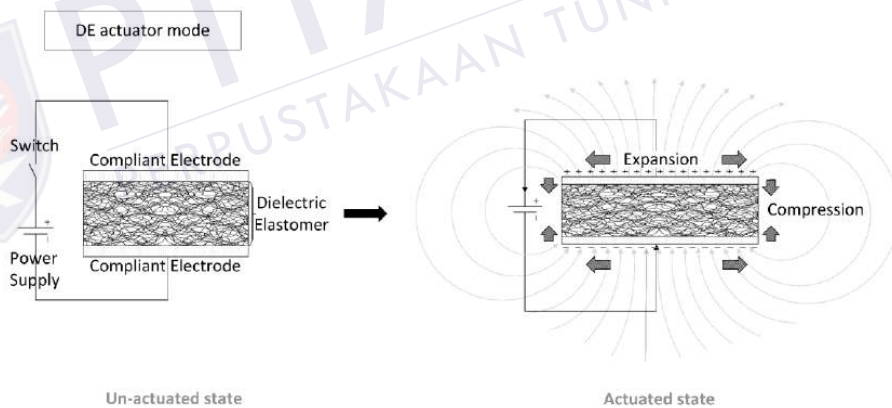 DE actuator mode
PERPUSTAKAAN TUN
Switch
Compliant Electrode
Dielectric
Elastomer
Power
Supply
Compliant Electrode
Expansion
Compression
Un-actuated state
Actuated state